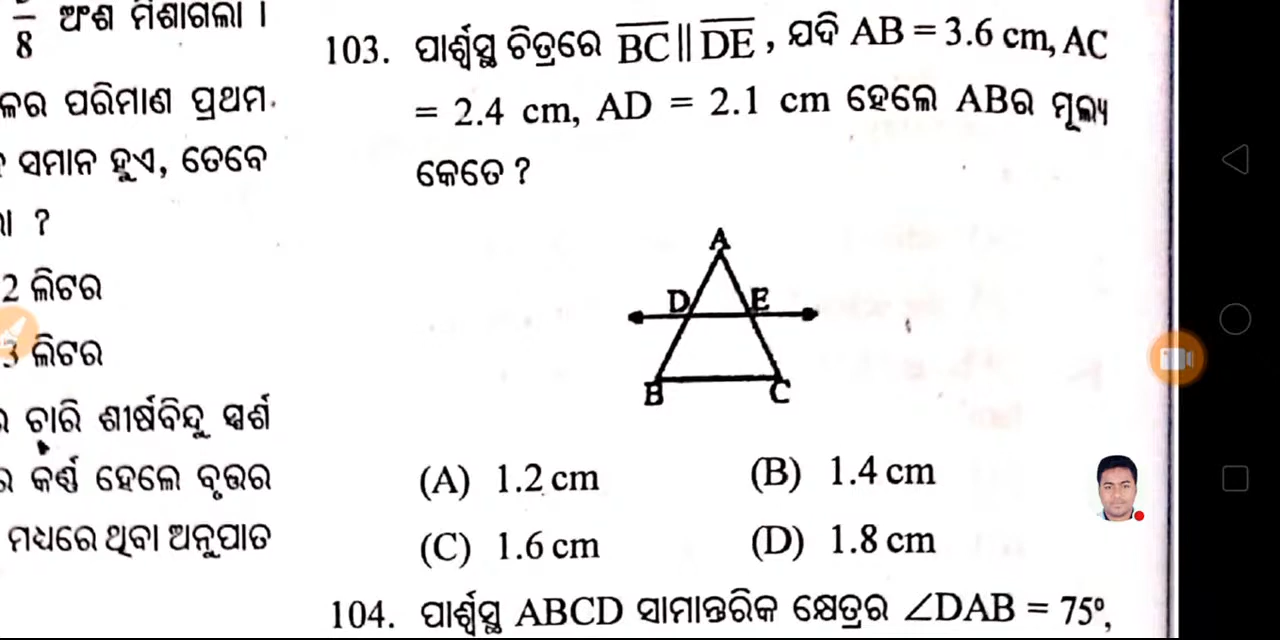 8 ଅଂଶ ମିଶାଗଲା ।
ଳର ପରିମାଣ ପ୍ରଥମ
ସମାନ ହୁଏ, ତେବେ
?
2 ଲିଟର
3 ଲିଟର
ଚାରି ଶୀର୍ଷବିନ୍ଦୁ ସ୍ପର୍ଶ
ର କର୍ଣ୍ଣ ହେଲେ ବୃତ୍ତର
ମଧ୍ୟରେ ଥିବା ଅନୁପାତ
103. ପାର୍ଶ୍ୱସ୍ଥ ଚିତ୍ରରେ BC || DE, ଯଦି AB = 3.6 cm, AC
= 2.4 cm, AD = 2.1 cm ହେଲେ ABର ମୂଲ୍ୟ
କେତେ ?
A
D E
B C
(A) 1.2 cm (B) 1.4 cm
(C) 1.6 cm (D) 1.8 cm
104. ପାର୍ଶ୍ୱସ୍ଥ ABCD ସାମାନ୍ତରିକ କ୍ଷେତ୍ରର ∠DAB = 75°,